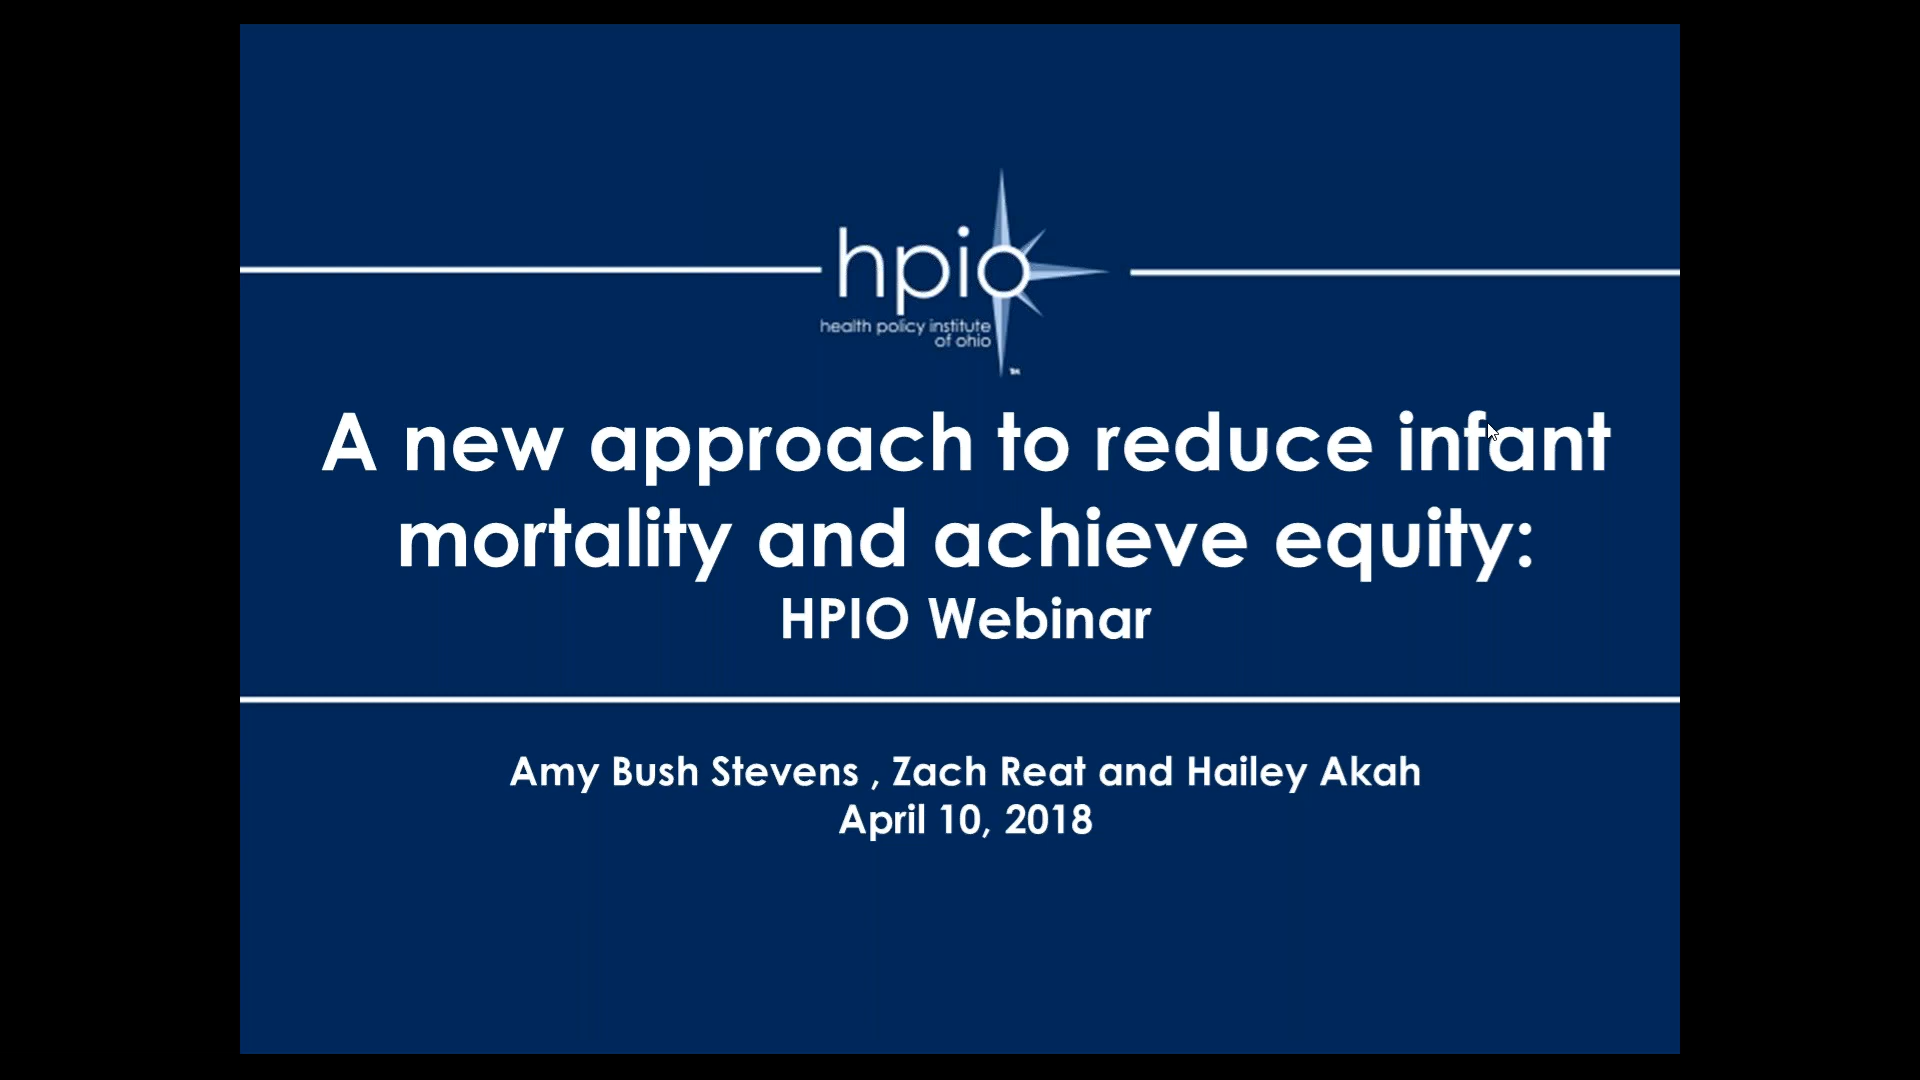 hpio
health policy institute
of ohio
TM
A new approach to reduce infant
mortality and achieve equity:
HPIO Webinar
Amy Bush Stevens , Zach Reat and Hailey Akah
April 10, 2018